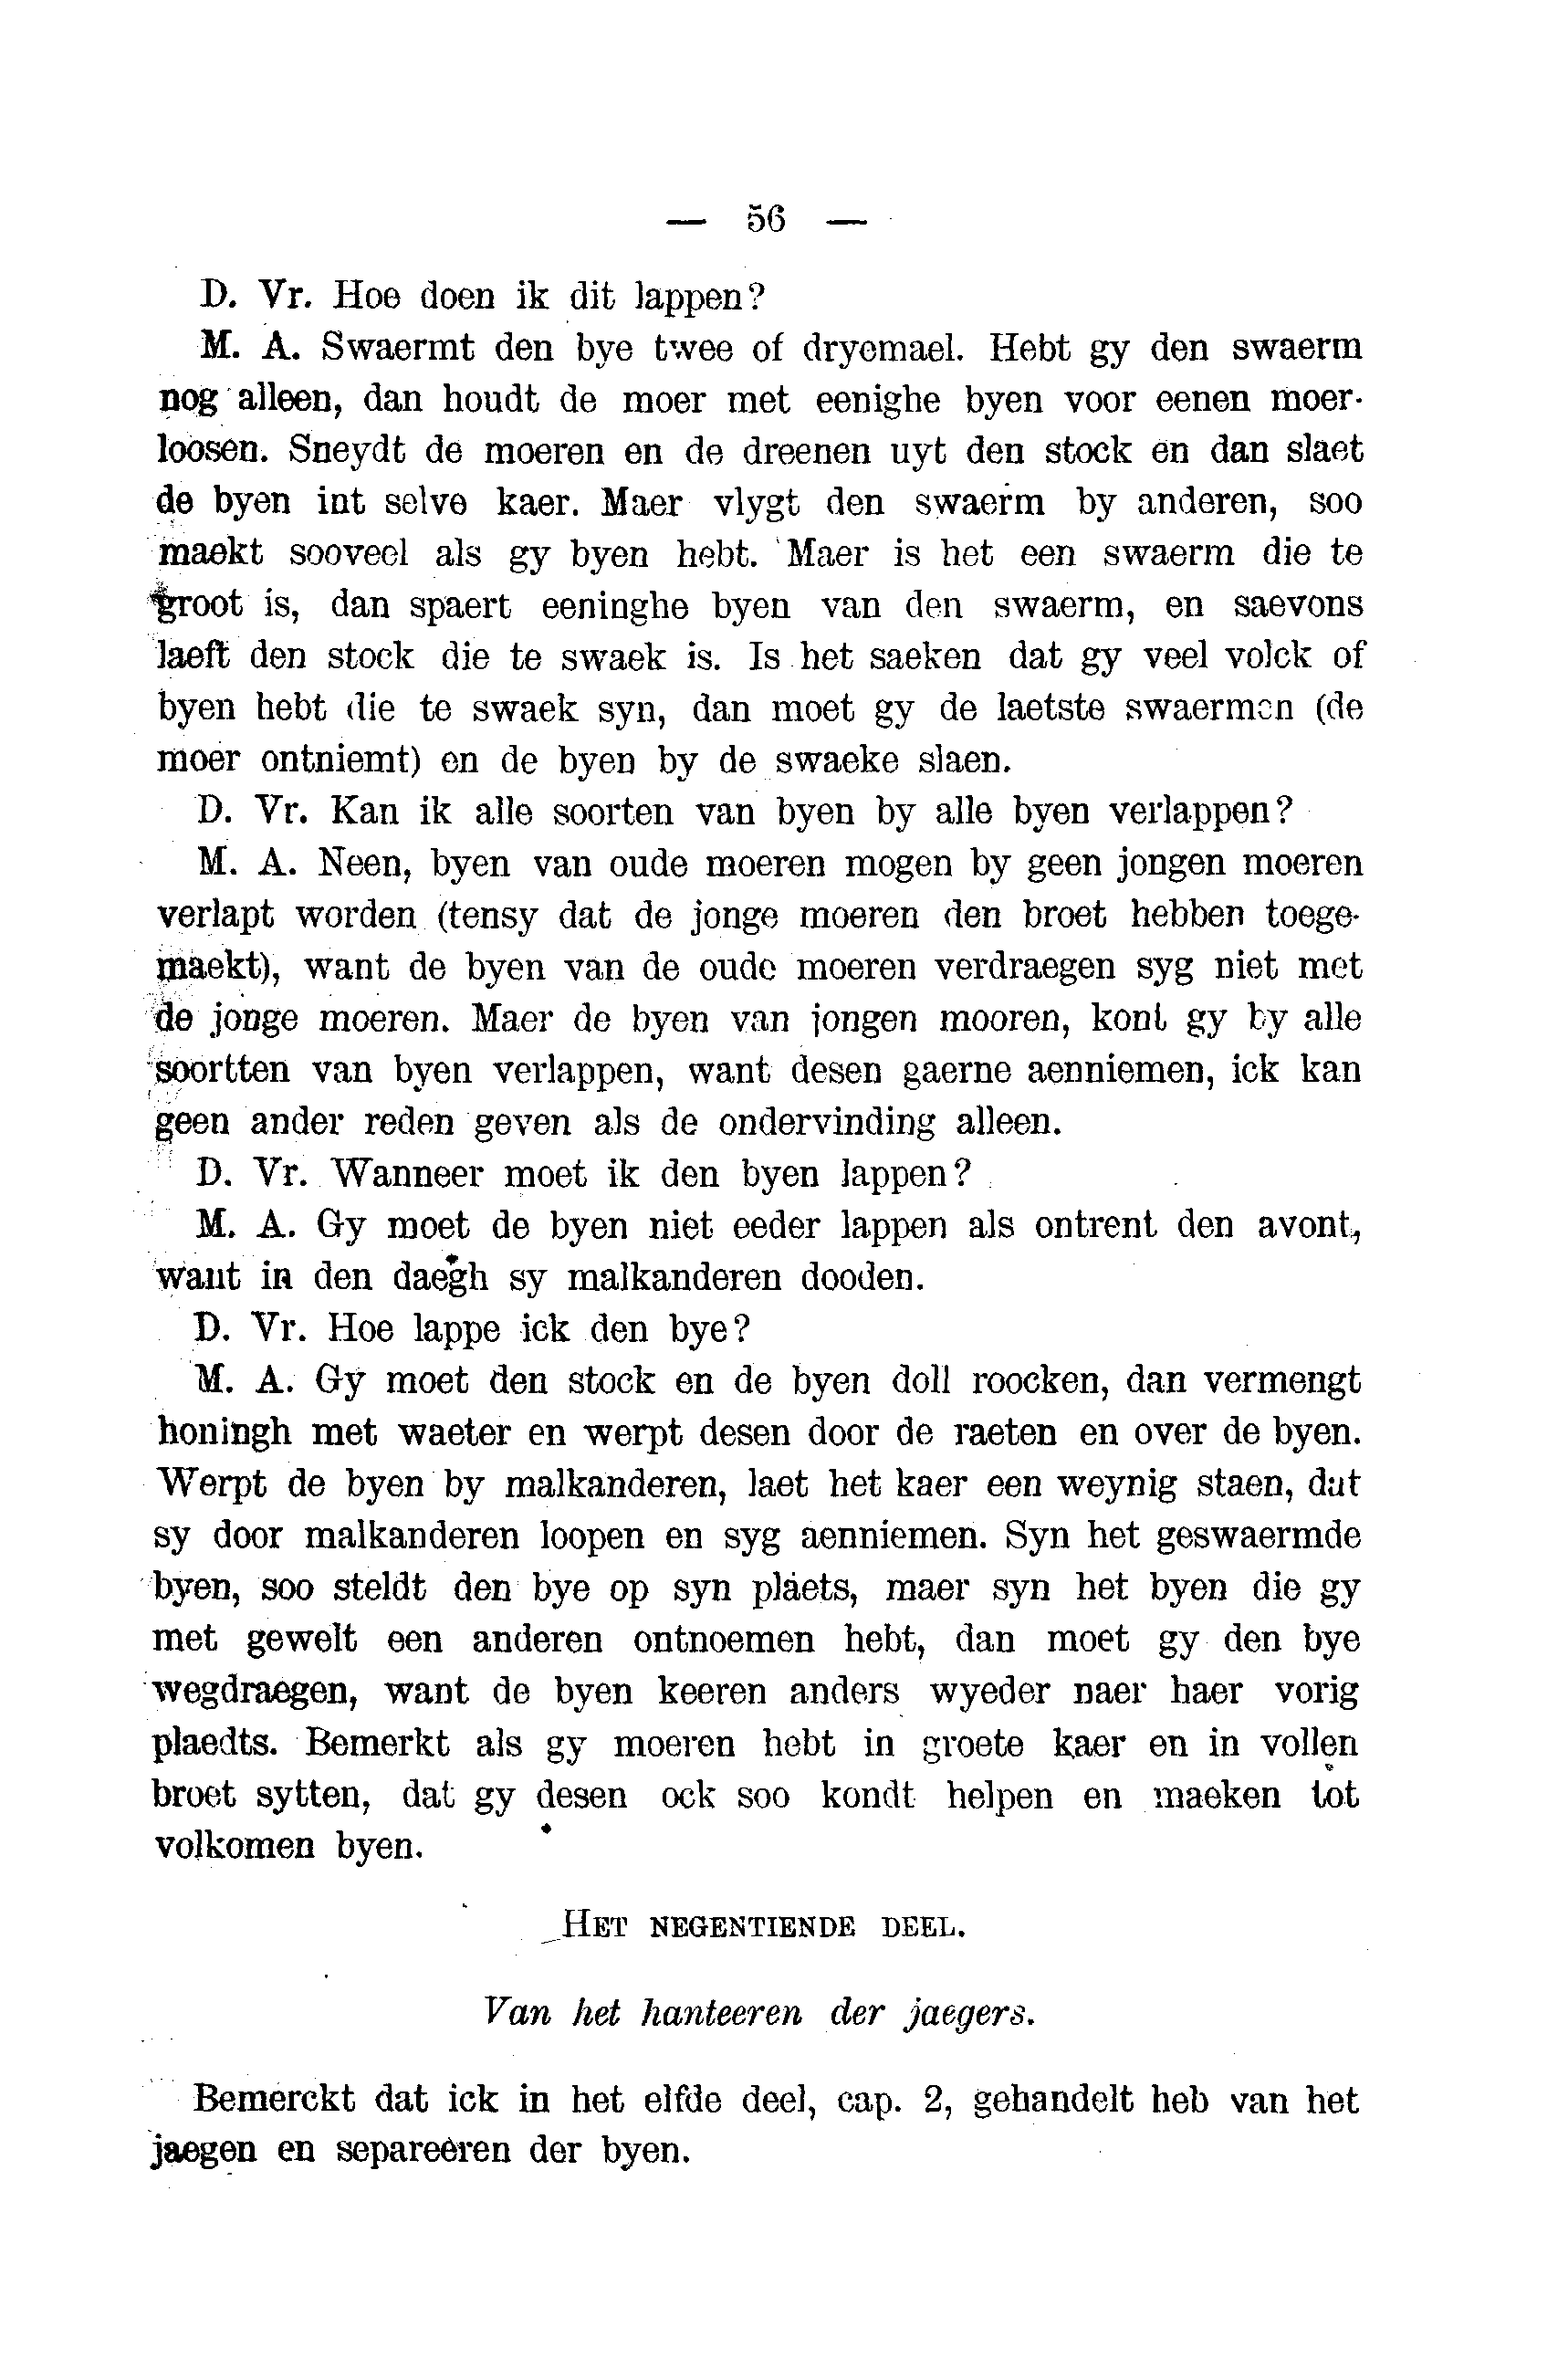 — 56 —
D. Vr. Hoe doen ik dit lappen?
M. A. Swaermt den bye twee of dryemael. Hebt gy den swaerm
nog alleen, dan houdt de moer met eenighe byen voor eenen moer-
loosen. Sneydt de moeren en de dreenen uyt den stock en dan slaet
de byen int selve kaer. Maer vlygt den swaerm by anderen, soo
maekt sooveel als gy byen hebt. Maer is het een swaerm die te
groot is, dan spaert eeninghe byen van den swaerm, en saevons
laeft den stock die te swaek is. Is het saeken dat gy veel volck of
byen hebt die te swaek syn, dan moet gy de laetste swaermen (de
moer ontniemt) en de byen by de swaeke slaen.
D. Vr. Kan ik alle soorten van byen by alle byen verlappen?
M. A. Neen, byen van oude moeren mogen by geen jongen moeren
verlapt worden (tensy dat de jonge moeren den broet hebben toege-
maekt), want de byen van de oude moeren verdraegen syg niet met
de jonge moeren. Maer de byen van jongen mooren, kont gy by alle
soortten van byen verlappen, want desen gaerne aenniemen, ick kan
geen ander reden geven als de ondervinding alleen.
D. Vr. Wanneer moet ik den byen lappen?
M. A. Gy moet de byen niet eeder lappen als ontrent den avont,
want in den daegh sy malkanderen dooden.
D. Vr. Hoe lappe ick den bye?
M. A. Gy moet den stock en de byen doll roocken, dan vermengt
honingh met waeter en werpt desen door de raeten en over de byen.
Werpt de byen by malkanderen, laet het kaer een weynig staen, dat
sy door malkanderen loopen en syg aenniemen. Syn het geswaermde
byen, soo steldt den bye op syn plaets, maer syn het byen die gy
met gewelt een anderen ontnoemen hebt, dan moet gy den bye
wegdraegen, want de byen keeren anders wyeder naer haer vorig
plaedts. Bemerkt als gy moeren hebt in groete kaer en in vollen
broet sytten, dat gy desen ock soo kondt helpen en maeken tot
volkomen byen.
HET NEGENTIENDE DEEL.
Van het hanteeren der jaegers.
Bemerckt dat ick in het elfde deel, cap. 2, gehandelt heb van het
jaegen en separeeren der byen.